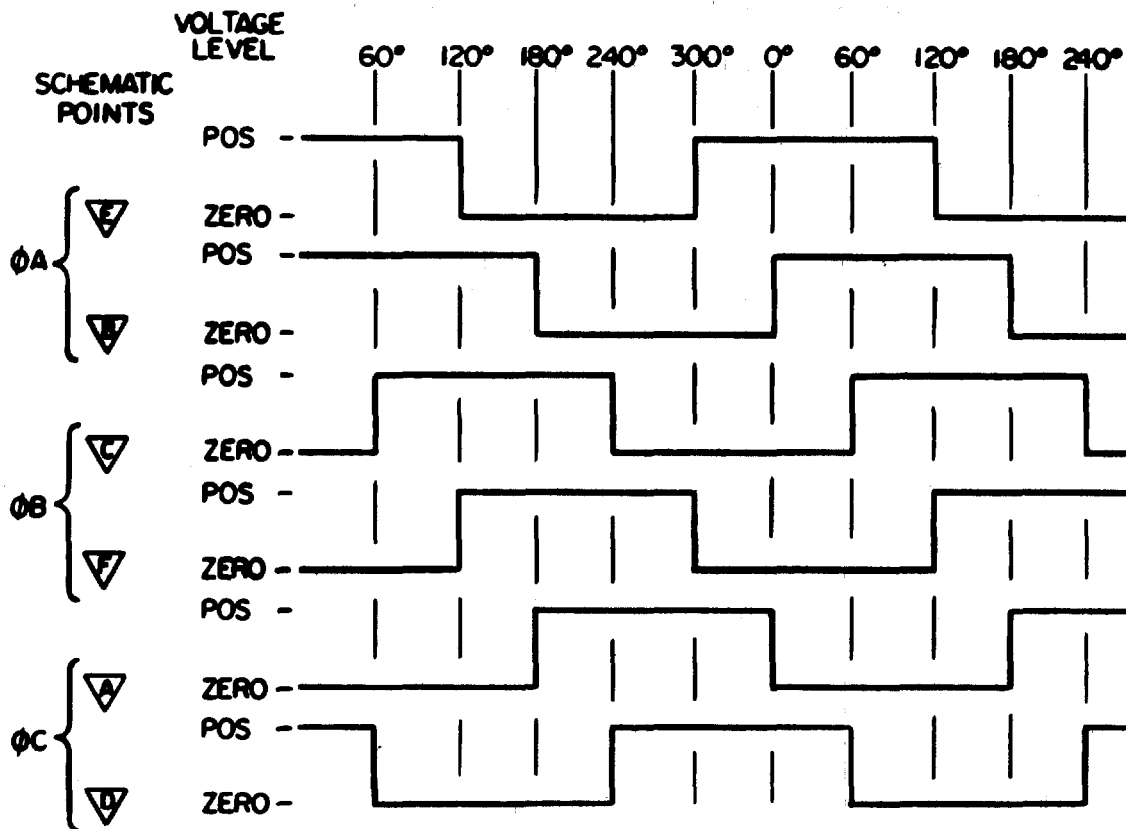 VOLTAGE
LEVEL
60° 120° 180° 240° 300° 0° 60° 120° 180° 240°
SCHEMATIC
POINTS
POS -
E ZERO -
ØA
POS -
B ZERO -
POS -
C ZERO -
ØB
POS -
F ZERO -
POS -
A ZERO -
ØC
POS -
D ZERO -